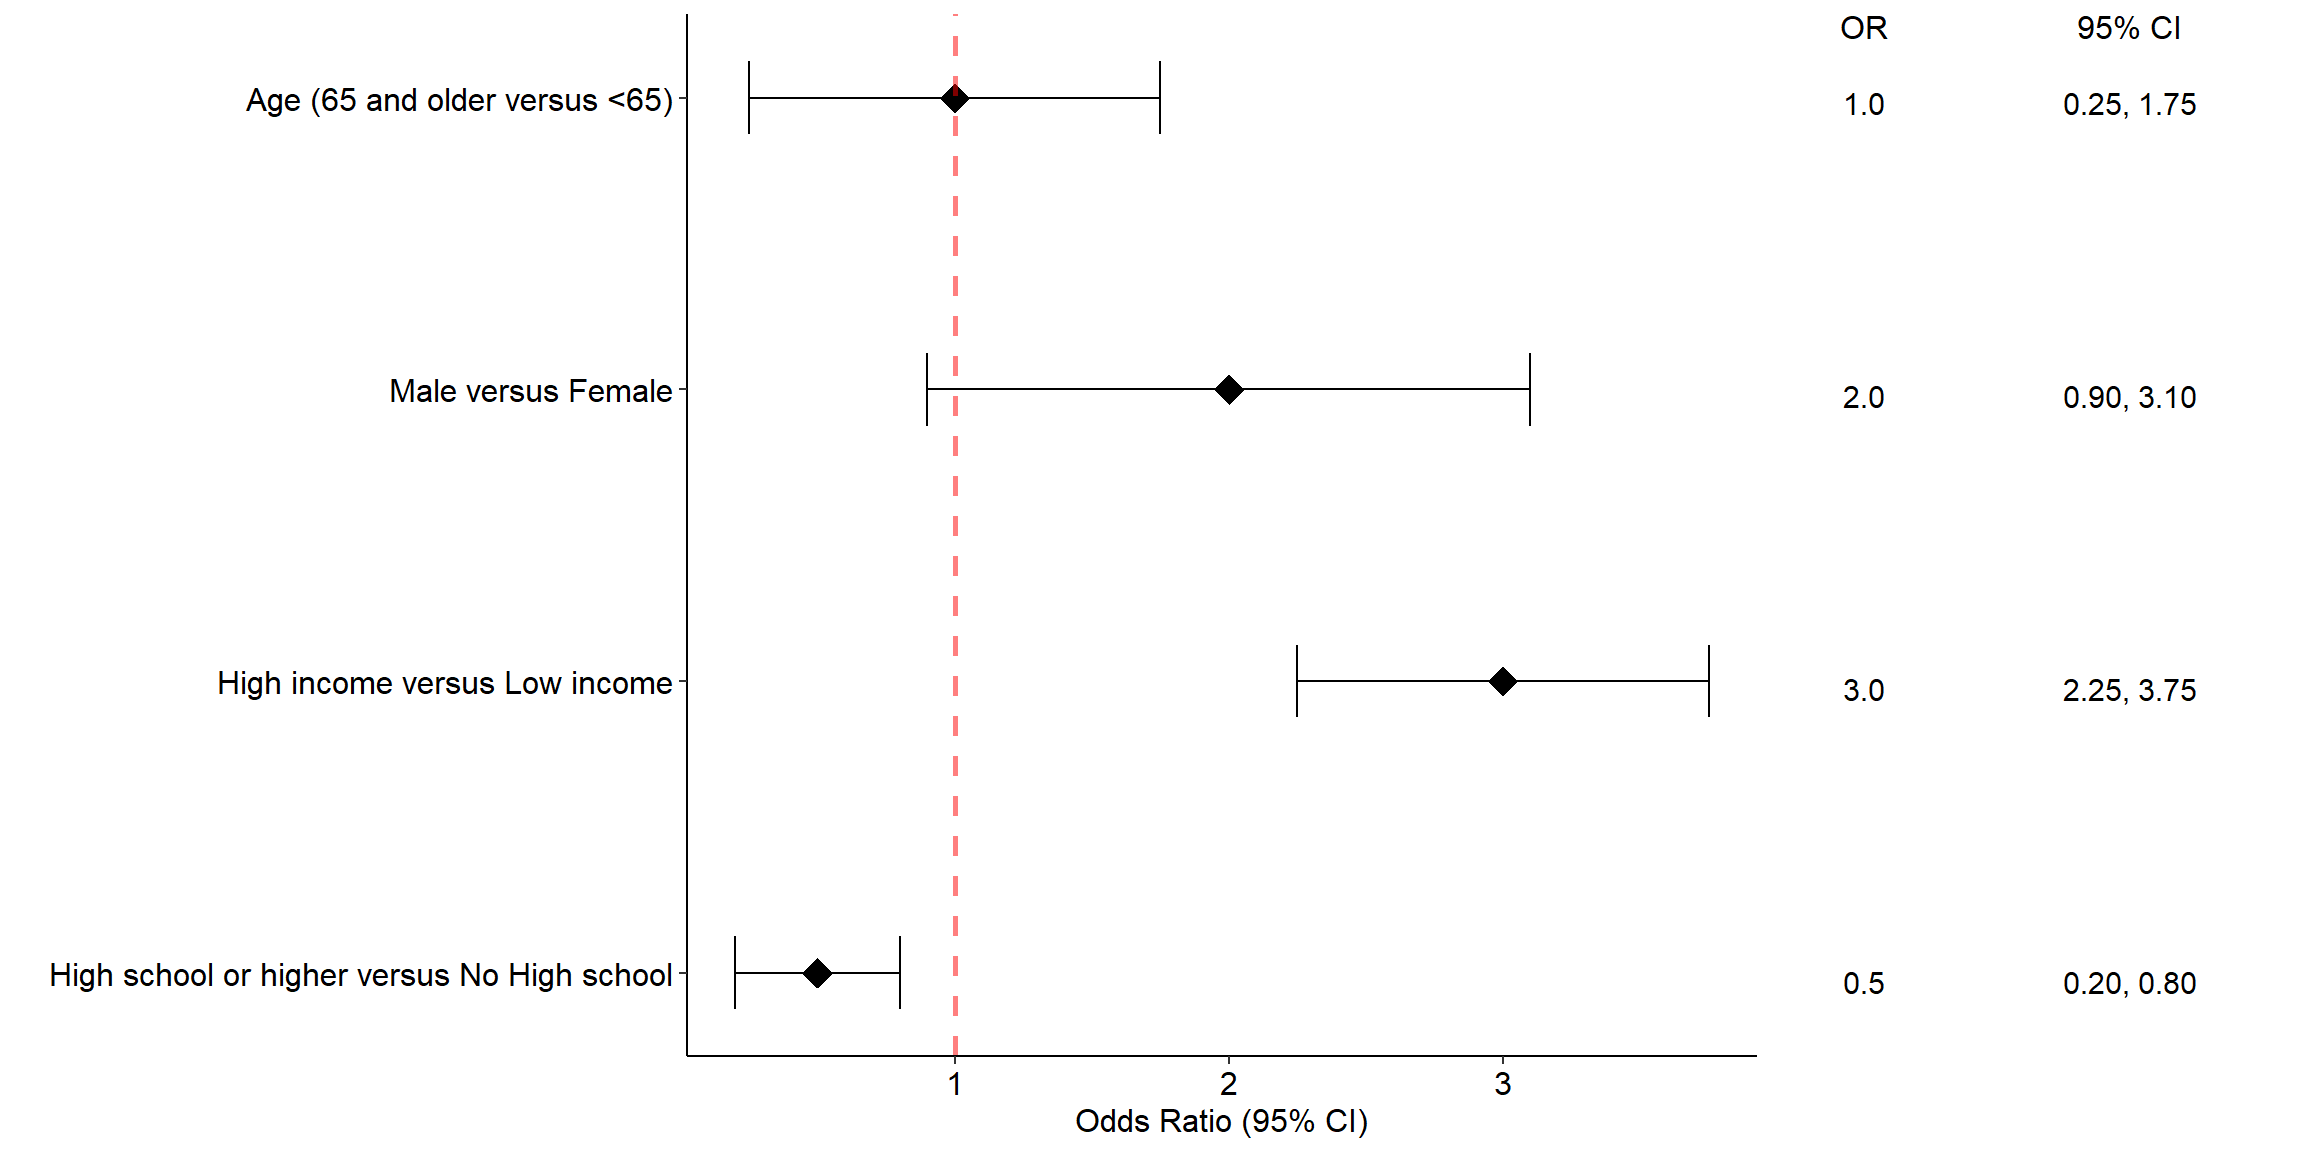 OR 95% CI
Age (65 and older versus <65) 1.0 0.25, 1.75
Male versus Female 2.0 0.90, 3.10
High income versus Low income 3.0 2.25, 3.75
High school or higher versus No High school 0.5 0.20, 0.80
1 2 3
Odds Ratio (95% CI)